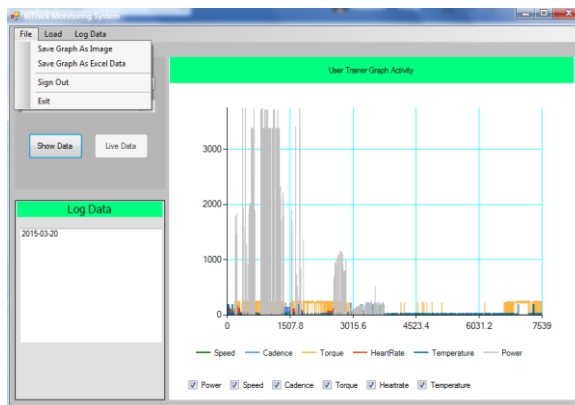 BITrack Monitoring System
File Load Log Data
Save Graph As Image
Save Graph As Excel Data
Sign Out
Exit
Show Data Live Data
Log Data
2015-03-20
User Trainer Graph Activity
3000
2000
1000
0
0 1507.8 3015.6 4523.4 6031.2 7539
Speed Cadence Torque HeartRate Temperature Power
Power Speed Cadence Torque Heartrate Temperature